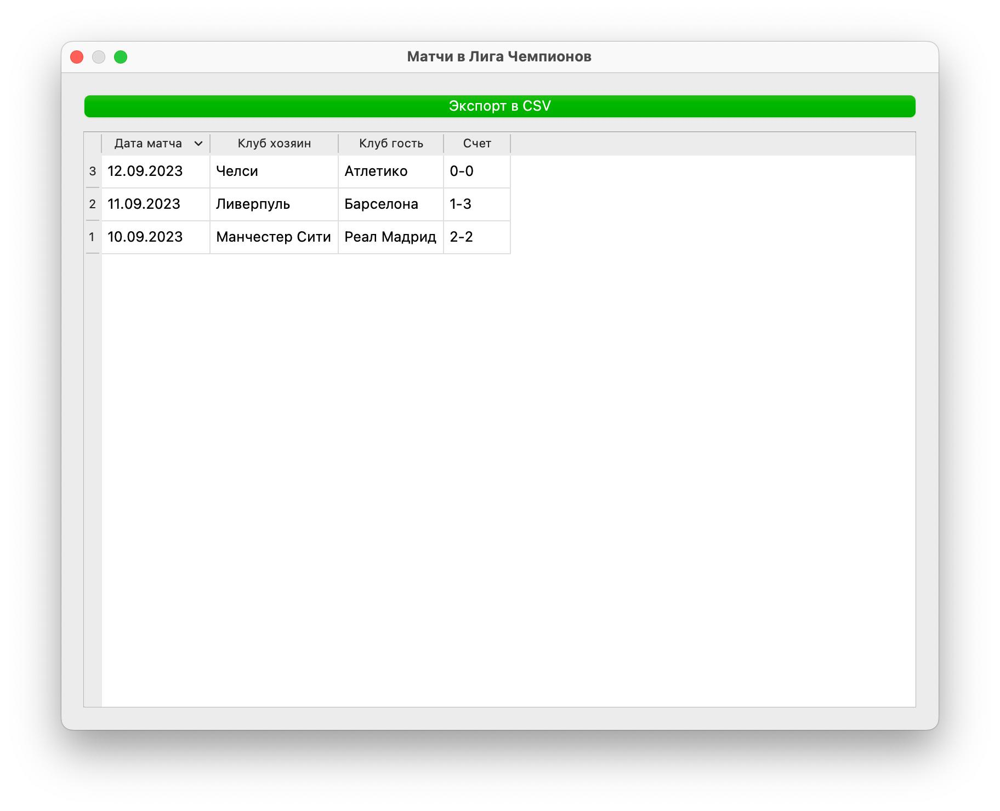 Матчи в Лига Чемпионов
Экспорт в CSV
Дата матча Клуб хозяин Клуб гость Счет
3 12.09.2023 Челси Атлетико 0-0
2 11.09.2023 Ливерпуль Барселона 1-3
1 10.09.2023 Манчестер Сити Реал Мадрид 2-2